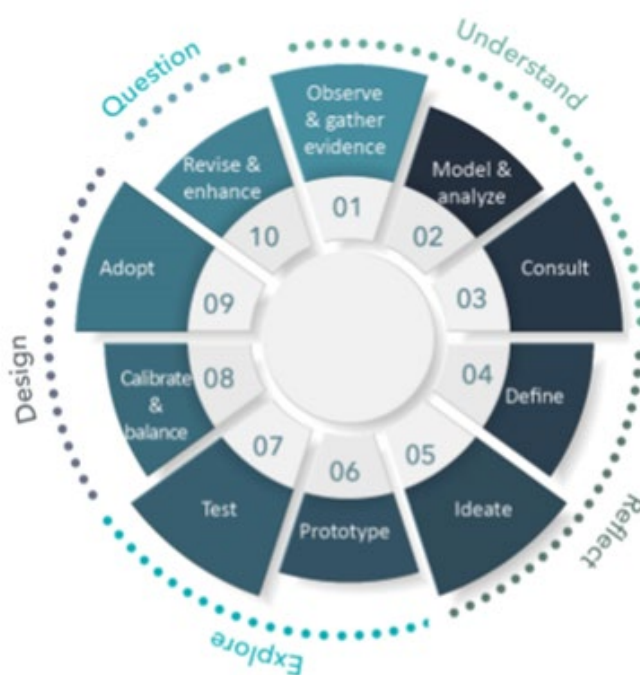 Question
Understand
Observe
& gather
evidence
01
Model &
analyze
02
Consult
03
Define
04
Ideate
05
Reflect
Prototype
06
Explore
Test
07
Calibrate
&
balance
08
Design
Adopt
09
Revise &
enhance
10